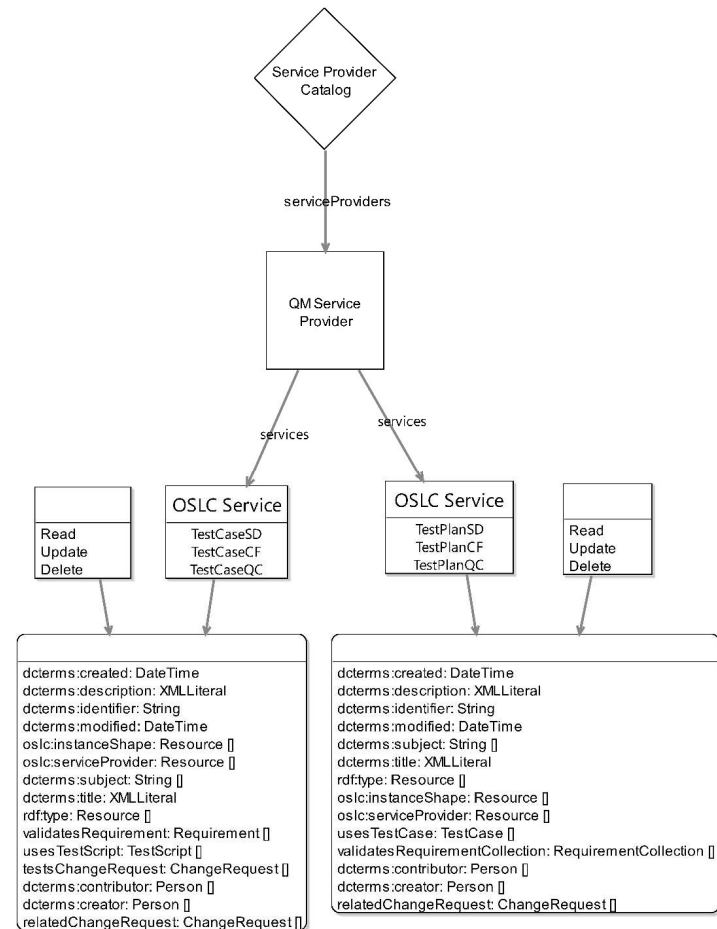 Service Provider
Catalog
serviceProviders
QM Service
Provider
services
services
Read
Update
Delete
OSLC Service
TestCaseSD
TestCaseCF
TestCaseQC
OSLC Service
TestPlanSD
TestPlanCF
TestPlanQC
Read
Update
Delete
dcterms:created: DateTime
dcterms:description: XMLLiteral
dcterms:identifier: String
dcterms:modified: DateTime
oslc:instanceShape: Resource []
oslc:serviceProvider: Resource []
dcterms:subject: String []
dcterms:title: XMLLiteral
rdf:type: Resource []
validatesRequirement: Requirement []
usesTestScript: TestScript []
testsChangeRequest: ChangeRequest []
dcterms:contributor: Person []
dcterms:creator: Person []
relatedChangeRequest: ChangeRequest []
dcterms:created: DateTime
dcterms:description: XMLLiteral
dcterms:identifier: String
dcterms:modified: DateTime
dcterms:subject: String []
dcterms:title: XMLLiteral
rdf:type: Resource []
oslc:instanceShape: Resource []
oslc:serviceProvider: Resource []
usesTestCase: TestCase []
validatesRequirementCollection: RequirementCollection []
dcterms:contributor: Person []
dcterms:creator: Person []
relatedChangeRequest: ChangeRequest []